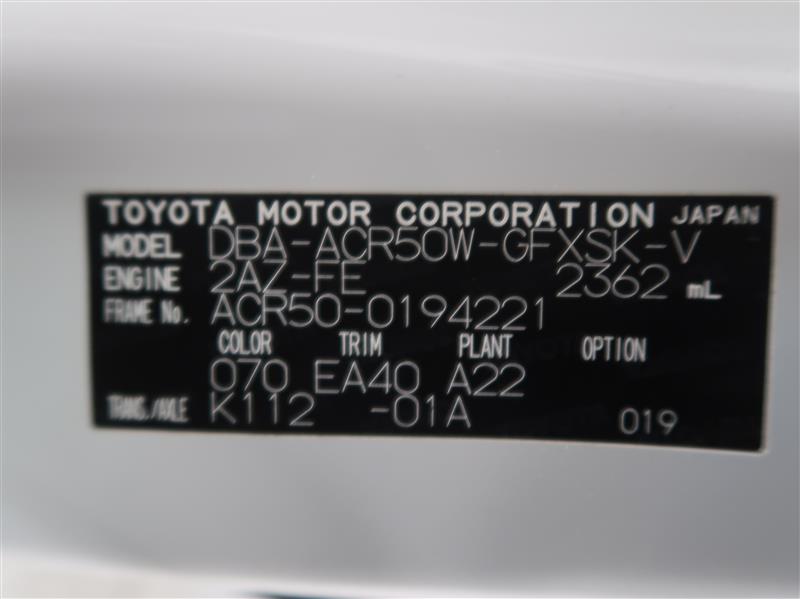 TOYOTA MOTOR CORPORATION JAPAN
MODEL DBA-ACR50W-GFXSK-V
ENGINE 2AZ-FE 2362 mL
FRAME No. ACR50-0194221
COLOR TRIM PLANT OPTION
070 EA40 A22
TRANS./AXLE K112 -01A 019